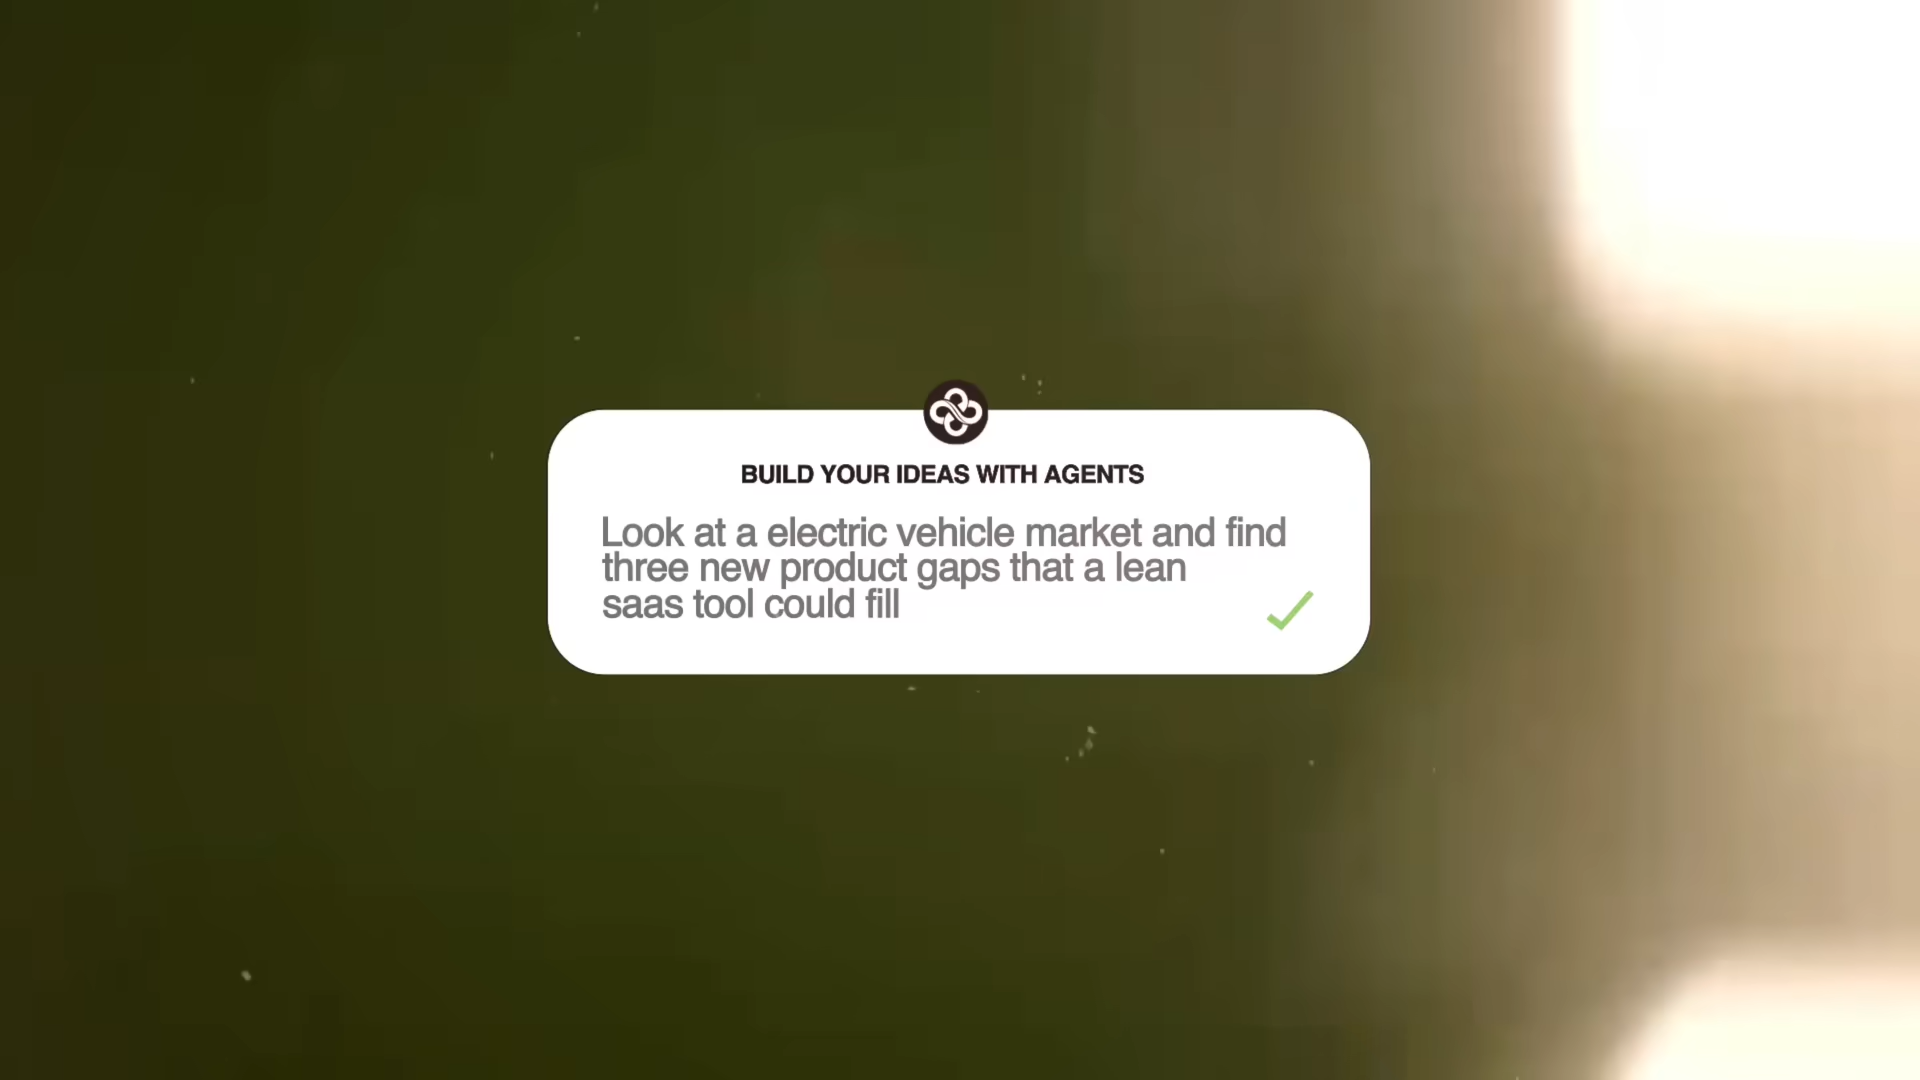 BUILD YOUR IDEAS WITH AGENTS
Look at a electric vehicle market and find
three new product gaps that a lean
saas tool could fill